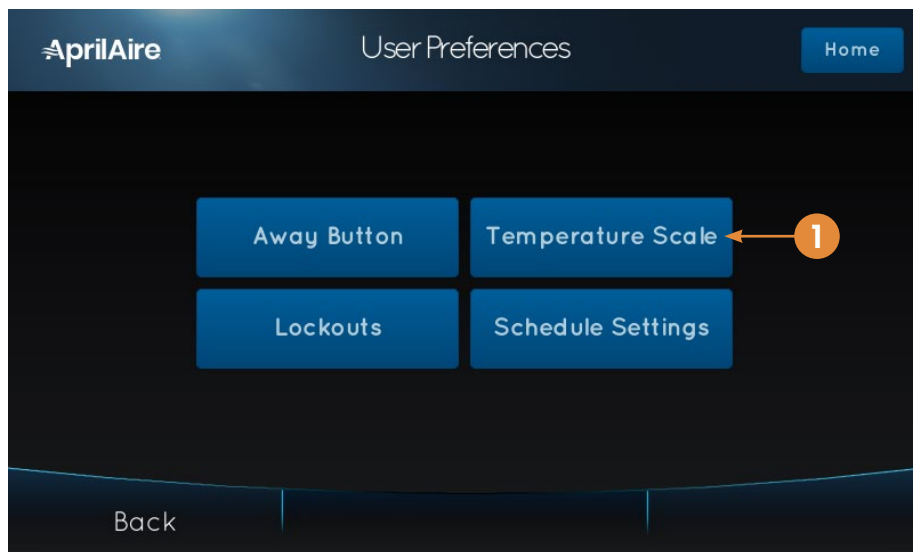 AprilAire
User Preferences
Home
Away Button
Temperature Scale
1
Lockouts
Schedule Settings
Back